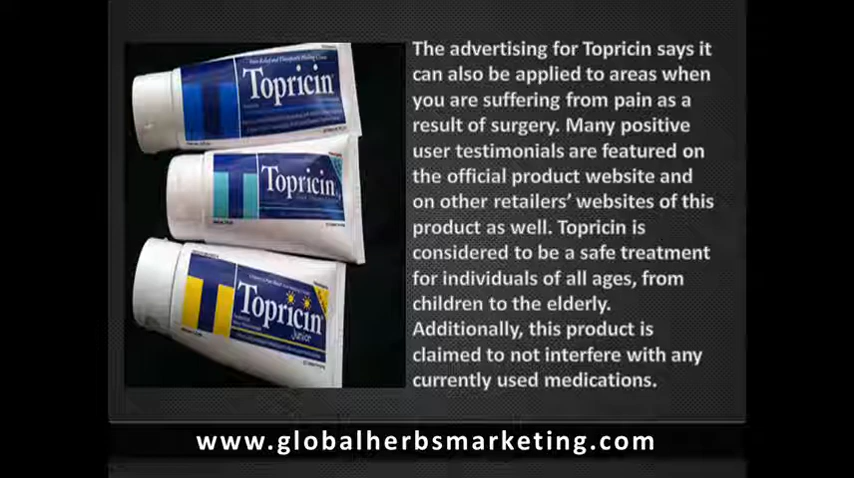 Topricin
Topricin
Topricin
Junior
The advertising for Topricin says it
can also be applied to areas when
you are suffering from pain as a
result of surgery. Many positive
user testimonials are featured on
the official product website and
on other retailers’ websites of this
product as well. Topricin is
considered to be a safe treatment
for individuals of all ages, from
children to the elderly.
Additionally, this product is
claimed to not interfere with any
currently used medications.
www.globalherbsmarketing.com